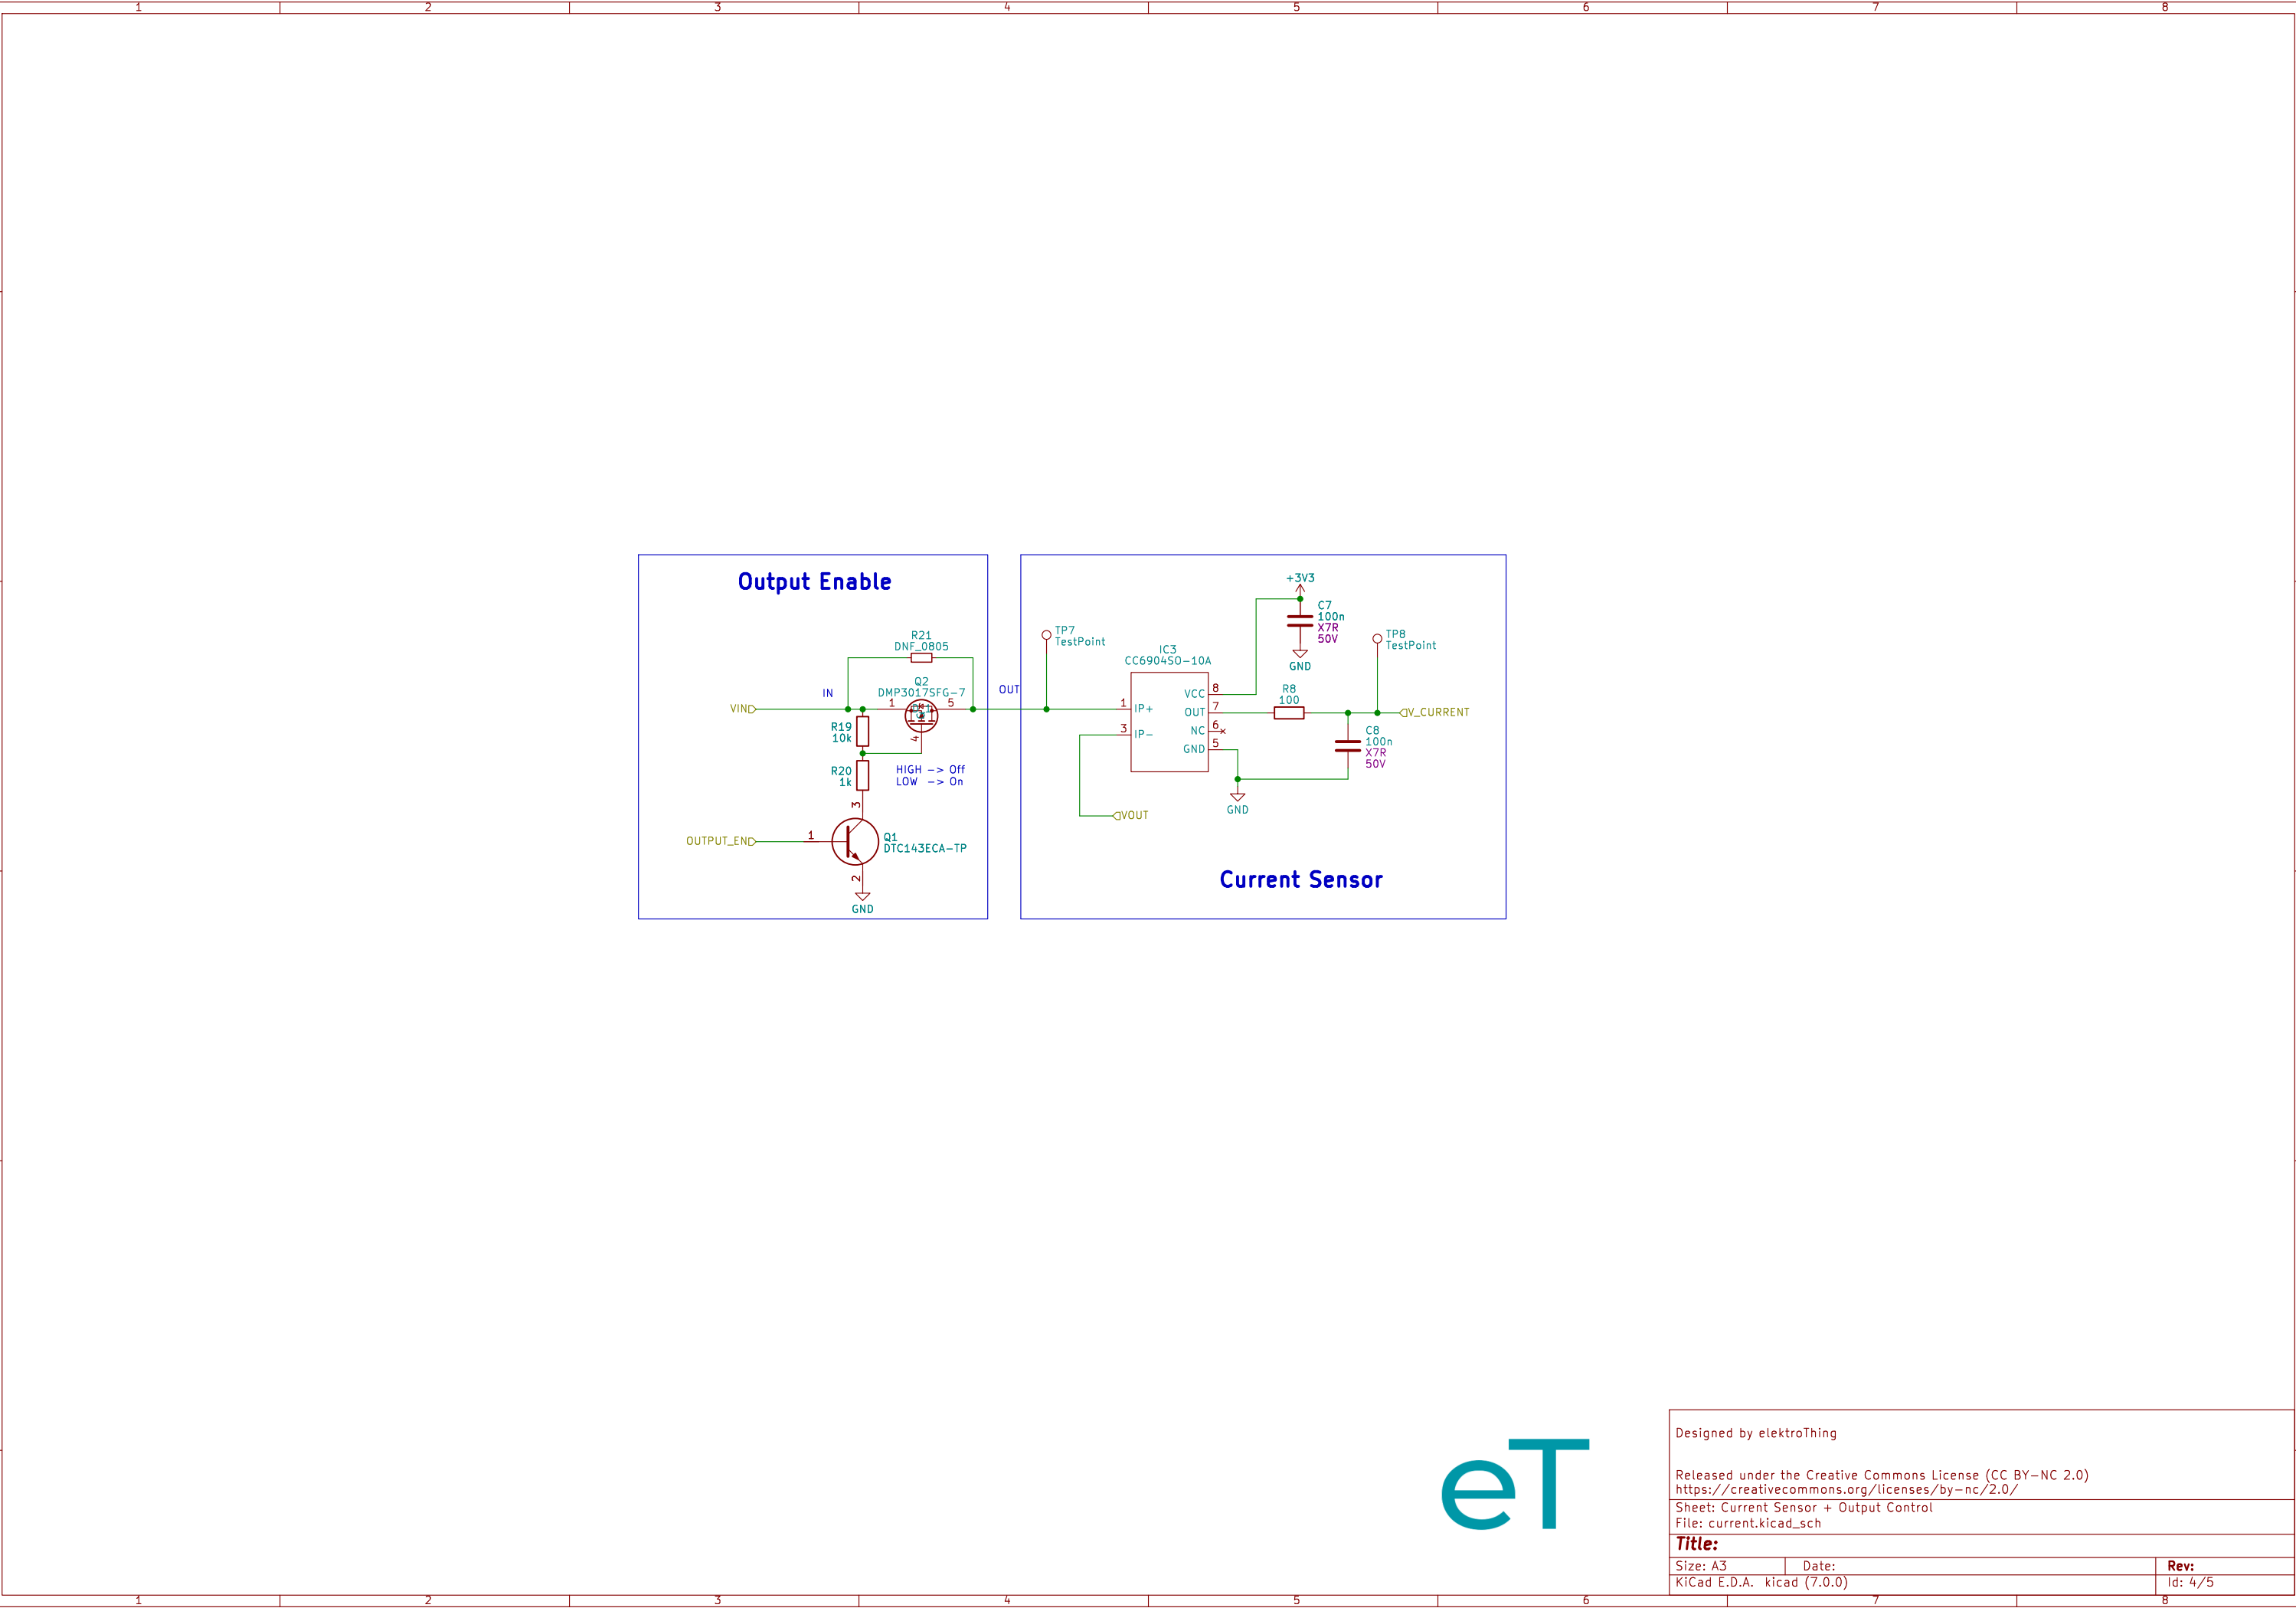 1 2 3 4 5 6 7 8
Output Enable
R21
DNF_0805
IN
Q2
DMP3017SFG-7
OUT
VIN
1
5
4
R19
10k
R20
1k
HIGH -> Off
LOW -> On
3
OUTPUT_EN
1
Q1
DTC143ECA-TP
2
GND
TP7
TestPoint
IC3
CC6904SO-10A
+3V3
C7
100n
X7R
50V
GND
TP8
TestPoint
1
IP+
3
IP-
VCC
8
OUT
7
NC
6
GND
5
R8
100
V_CURRENT
C8
100n
X7R
50V
GND
VOUT
Current Sensor
eT
Designed by elektroThing
Released under the Creative Commons License (CC BY-NC 2.0)
https://creativecommons.org/licenses/by-nc/2.0/
Sheet: Current Sensor + Output Control
File: current.kicad_sch
Title:
Size: A3
Date:
Rev:
KiCad E.D.A. kicad (7.0.0)
Id: 4/5
1 2 3 4 5 6 7 8